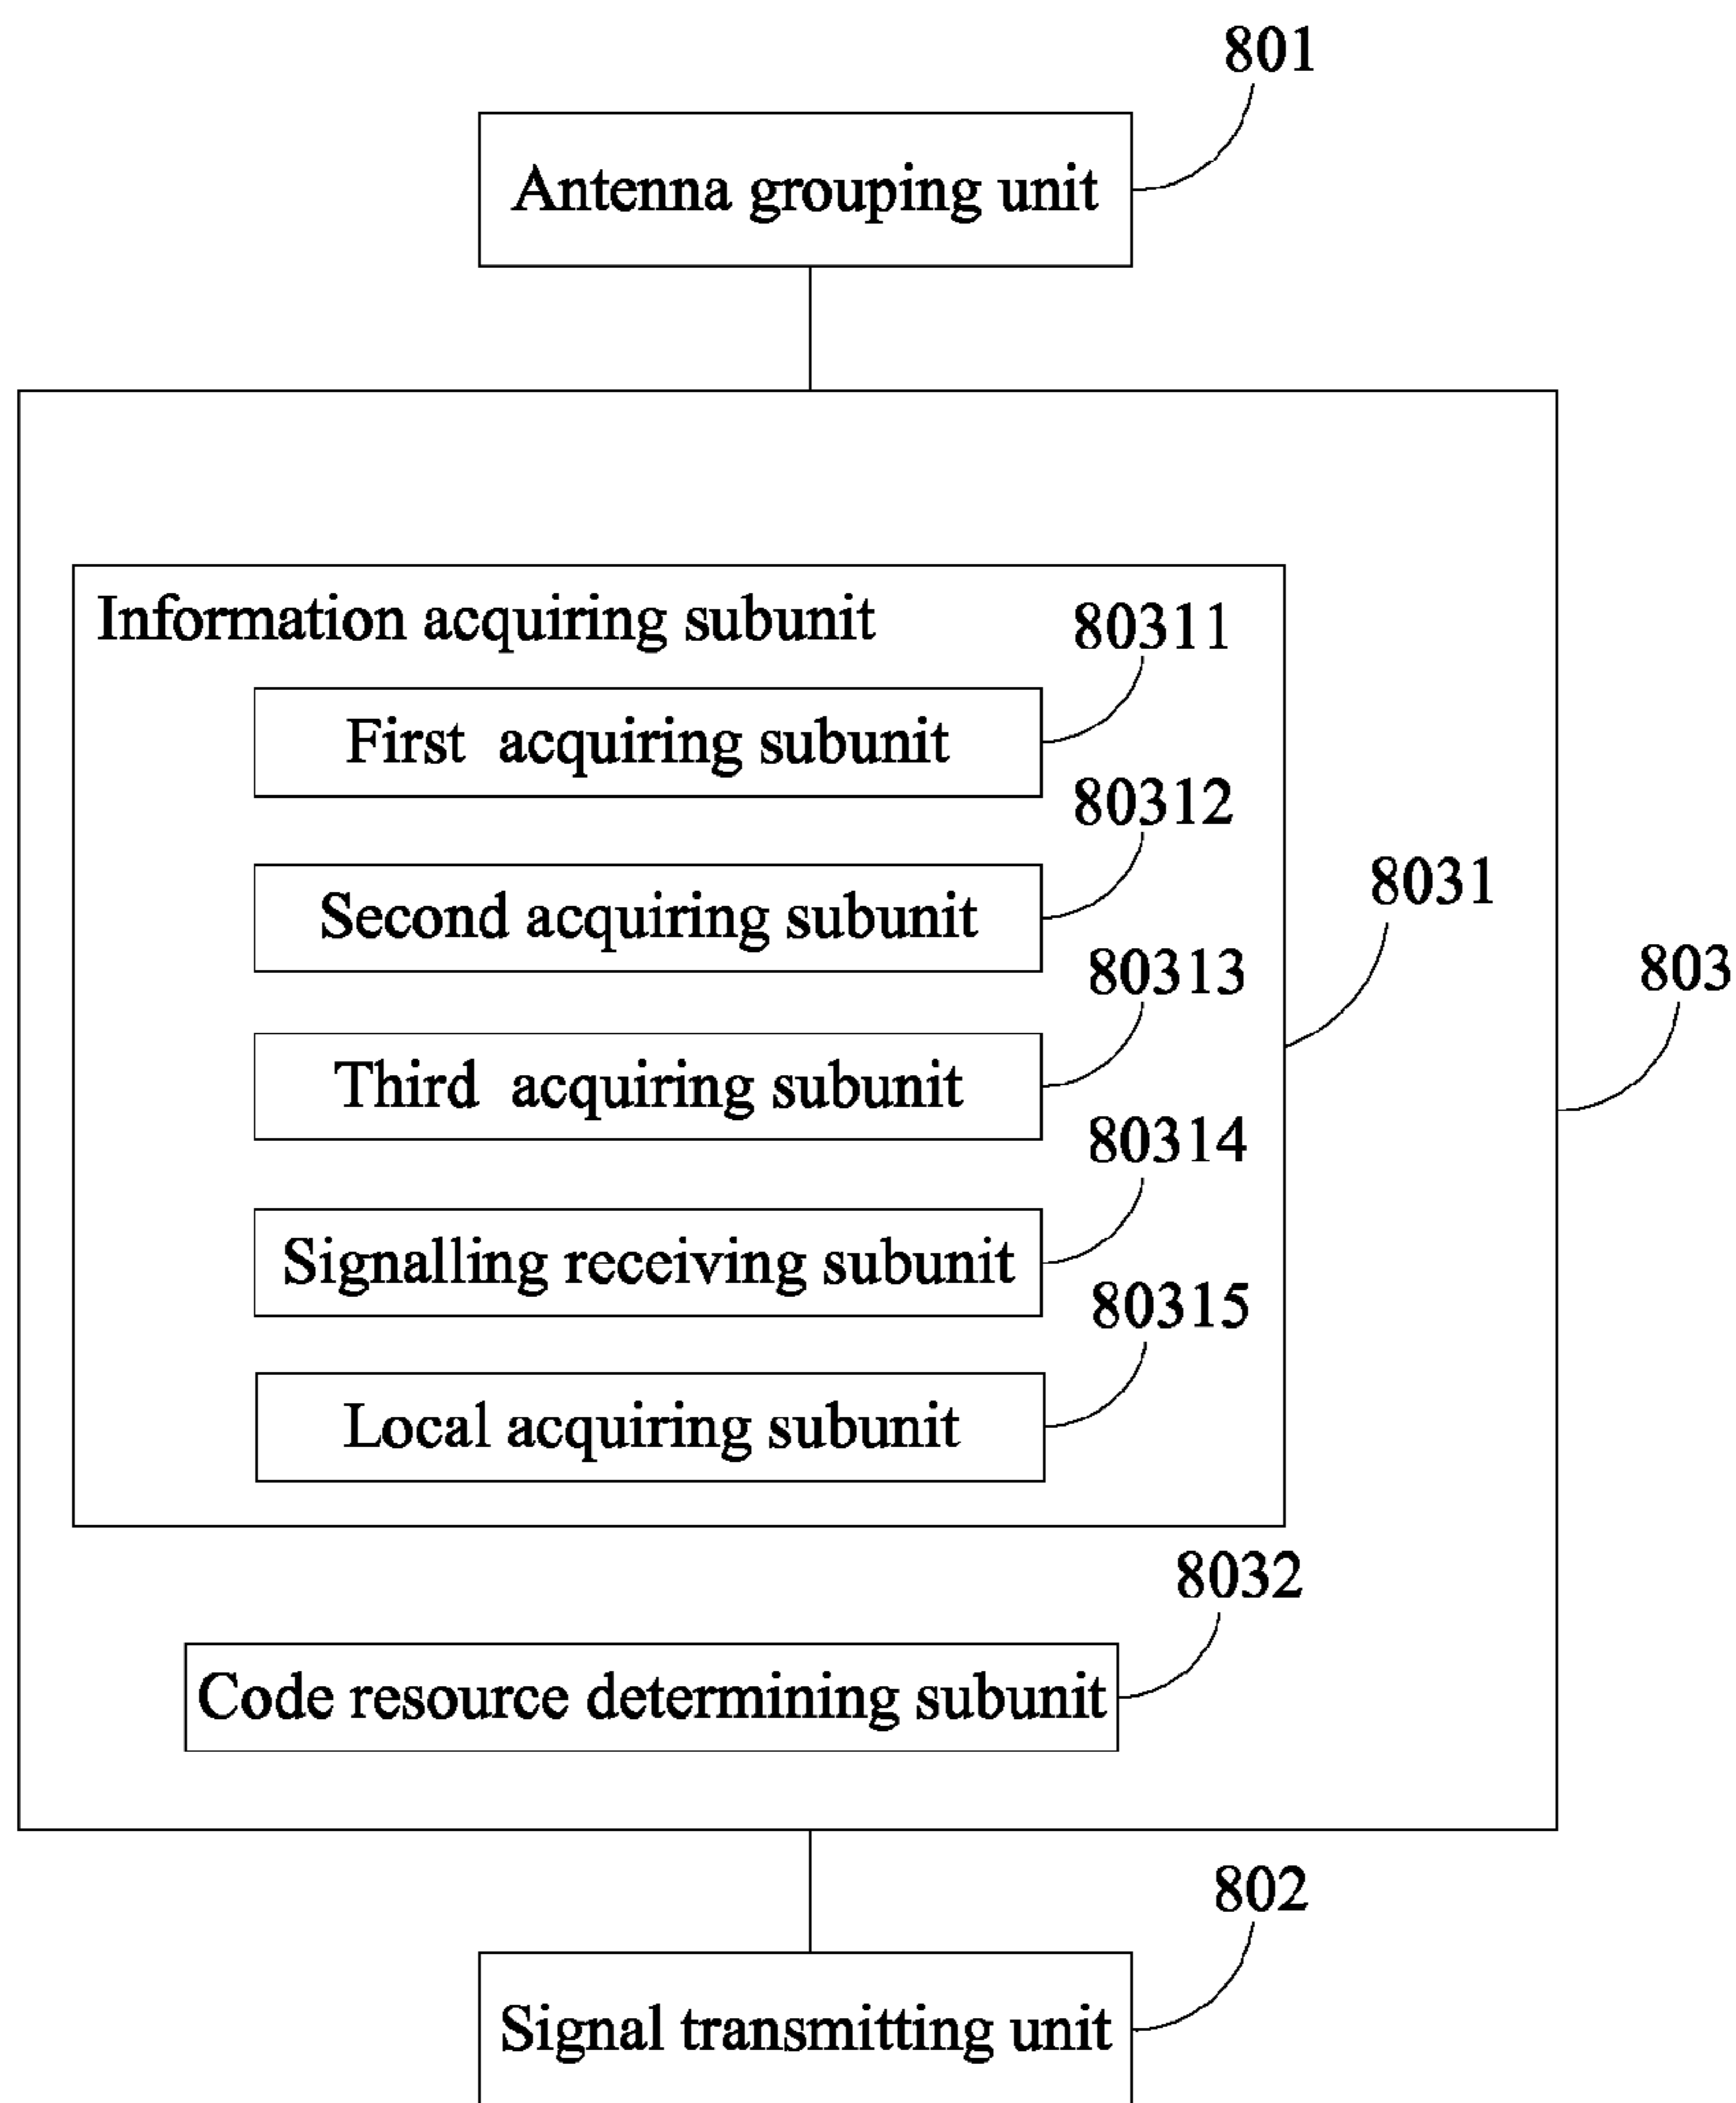 801
Antenna grouping unit
Information acquiring subunit
80311
First acquiring subunit
80312
Second acquiring subunit
8031
80313
803
Third acquiring subunit
80314
Signalling receiving subunit
80315
Local acquiring subunit
8032
Code resource determining subunit
802
Signal transmitting unit